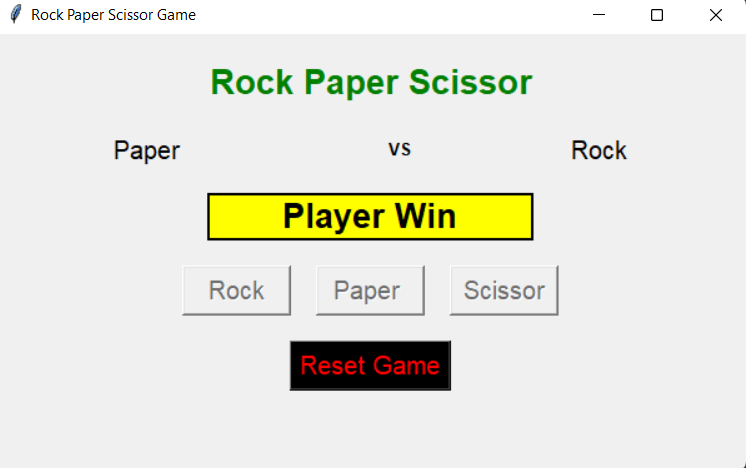 Rock Paper Scissor Game
Rock Paper Scissor
Paper vs Rock
Player Win
Rock Paper Scissor
Reset Game